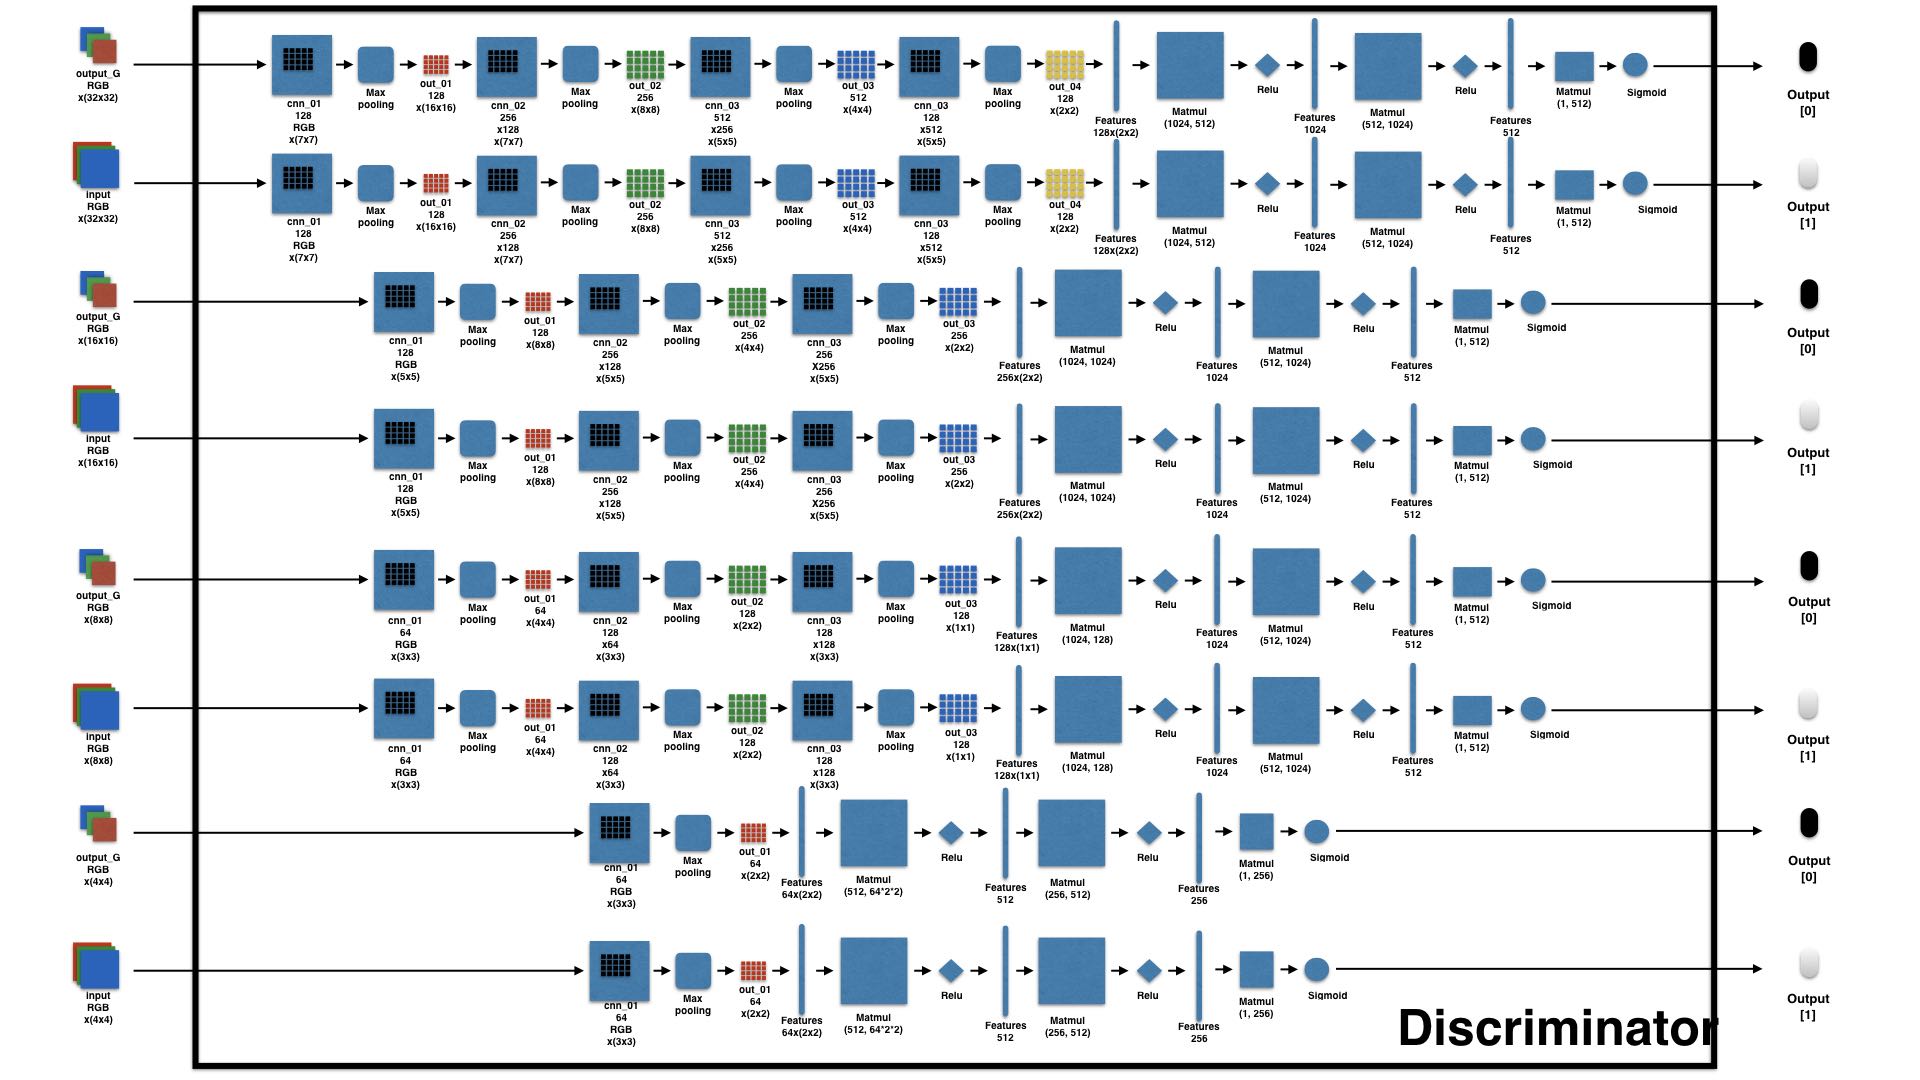 output_G
RGB
x(32x32)
cnn_01
128
RGB
x(7x7)
Max
pooling
out_01
128
x(16x16)
cnn_02
256
x128
x(7x7)
Max
pooling
out_02
256
x(8x8)
cnn_03
512
x256
x(5x5)
Max
pooling
out_03
512
x(4x4)
cnn_03
128
x512
x(5x5)
Max
pooling
out_04
128
x(2x2)
Features
128x(2x2)
Matmul
(1024, 512)
Relu
Features
1024
Matmul
(512, 1024)
Relu
Features
512
Matmul
(1, 512)
Sigmoid
Output
[0]
input
RGB
x(32x32)
cnn_01
128
RGB
x(7x7)
Max
pooling
out_01
128
x(16x16)
cnn_02
256
x128
x(7x7)
Max
pooling
out_02
256
x(8x8)
cnn_03
512
x256
x(5x5)
Max
pooling
out_03
512
x(4x4)
cnn_03
128
x512
x(5x5)
Max
pooling
out_04
128
x(2x2)
Features
128x(2x2)
Matmul
(1024, 512)
Relu
Features
1024
Matmul
(512, 1024)
Relu
Features
512
Matmul
(1, 512)
Sigmoid
Output
[1]
output_G
RGB
x(16x16)
cnn_01
128
RGB
x(5x5)
Max
pooling
out_01
128
x(8x8)
cnn_02
256
x128
x(5x5)
Max
pooling
out_02
256
x(4x4)
cnn_03
256
X256
x(5x5)
Max
pooling
out_03
256
x(2x2)
Features
256x(2x2)
Matmul
(1024, 1024)
Relu
Features
1024
Matmul
(512, 1024)
Relu
Features
512
Matmul
(1, 512)
Sigmoid
Output
[0]
input
RGB
x(16x16)
cnn_01
128
RGB
x(5x5)
Max
pooling
out_01
128
x(8x8)
cnn_02
256
x128
x(5x5)
Max
pooling
out_02
256
x(4x4)
cnn_03
256
X256
x(5x5)
Max
pooling
out_03
256
x(2x2)
Features
256x(2x2)
Matmul
(1024, 1024)
Relu
Features
1024
Matmul
(512, 1024)
Relu
Features
512
Matmul
(1, 512)
Sigmoid
Output
[1]
output_G
RGB
x(8x8)
cnn_01
64
RGB
x(3x3)
Max
pooling
out_01
64
x(4x4)
cnn_02
128
x64
x(3x3)
Max
pooling
out_02
128
x(2x2)
cnn_03
128
x128
x(3x3)
Max
pooling
out_03
128
x(1x1)
Features
128x(1x1)
Matmul
(1024, 128)
Relu
Features
1024
Matmul
(512, 1024)
Relu
Features
512
Matmul
(1, 512)
Sigmoid
Output
[0]
input
RGB
x(8x8)
cnn_01
64
RGB
x(3x3)
Max
pooling
out_01
64
x(4x4)
cnn_02
128
x64
x(3x3)
Max
pooling
out_02
128
x(2x2)
cnn_03
128
x128
x(3x3)
Max
pooling
out_03
128
x(1x1)
Features
128x(1x1)
Matmul
(1024, 128)
Relu
Features
1024
Matmul
(512, 1024)
Relu
Features
512
Matmul
(1, 512)
Sigmoid
Output
[1]
output_G
RGB
x(4x4)
cnn_01
64
RGB
x(3x3)
Max
pooling
out_01
64
x(2x2)
Features
64x(2x2)
Matmul
(512, 64*2*2)
Relu
Features
512
Matmul
(256, 512)
Relu
Features
256
Matmul
(1, 256)
Sigmoid
Output
[0]
input
RGB
x(4x4)
cnn_01
64
RGB
x(3x3)
Max
pooling
out_01
64
x(2x2)
Features
64x(2x2)
Matmul
(512, 64*2*2)
Relu
Features
512
Matmul
(256, 512)
Relu
Features
256
Matmul
(1, 256)
Sigmoid
Output
[1]
Discriminator